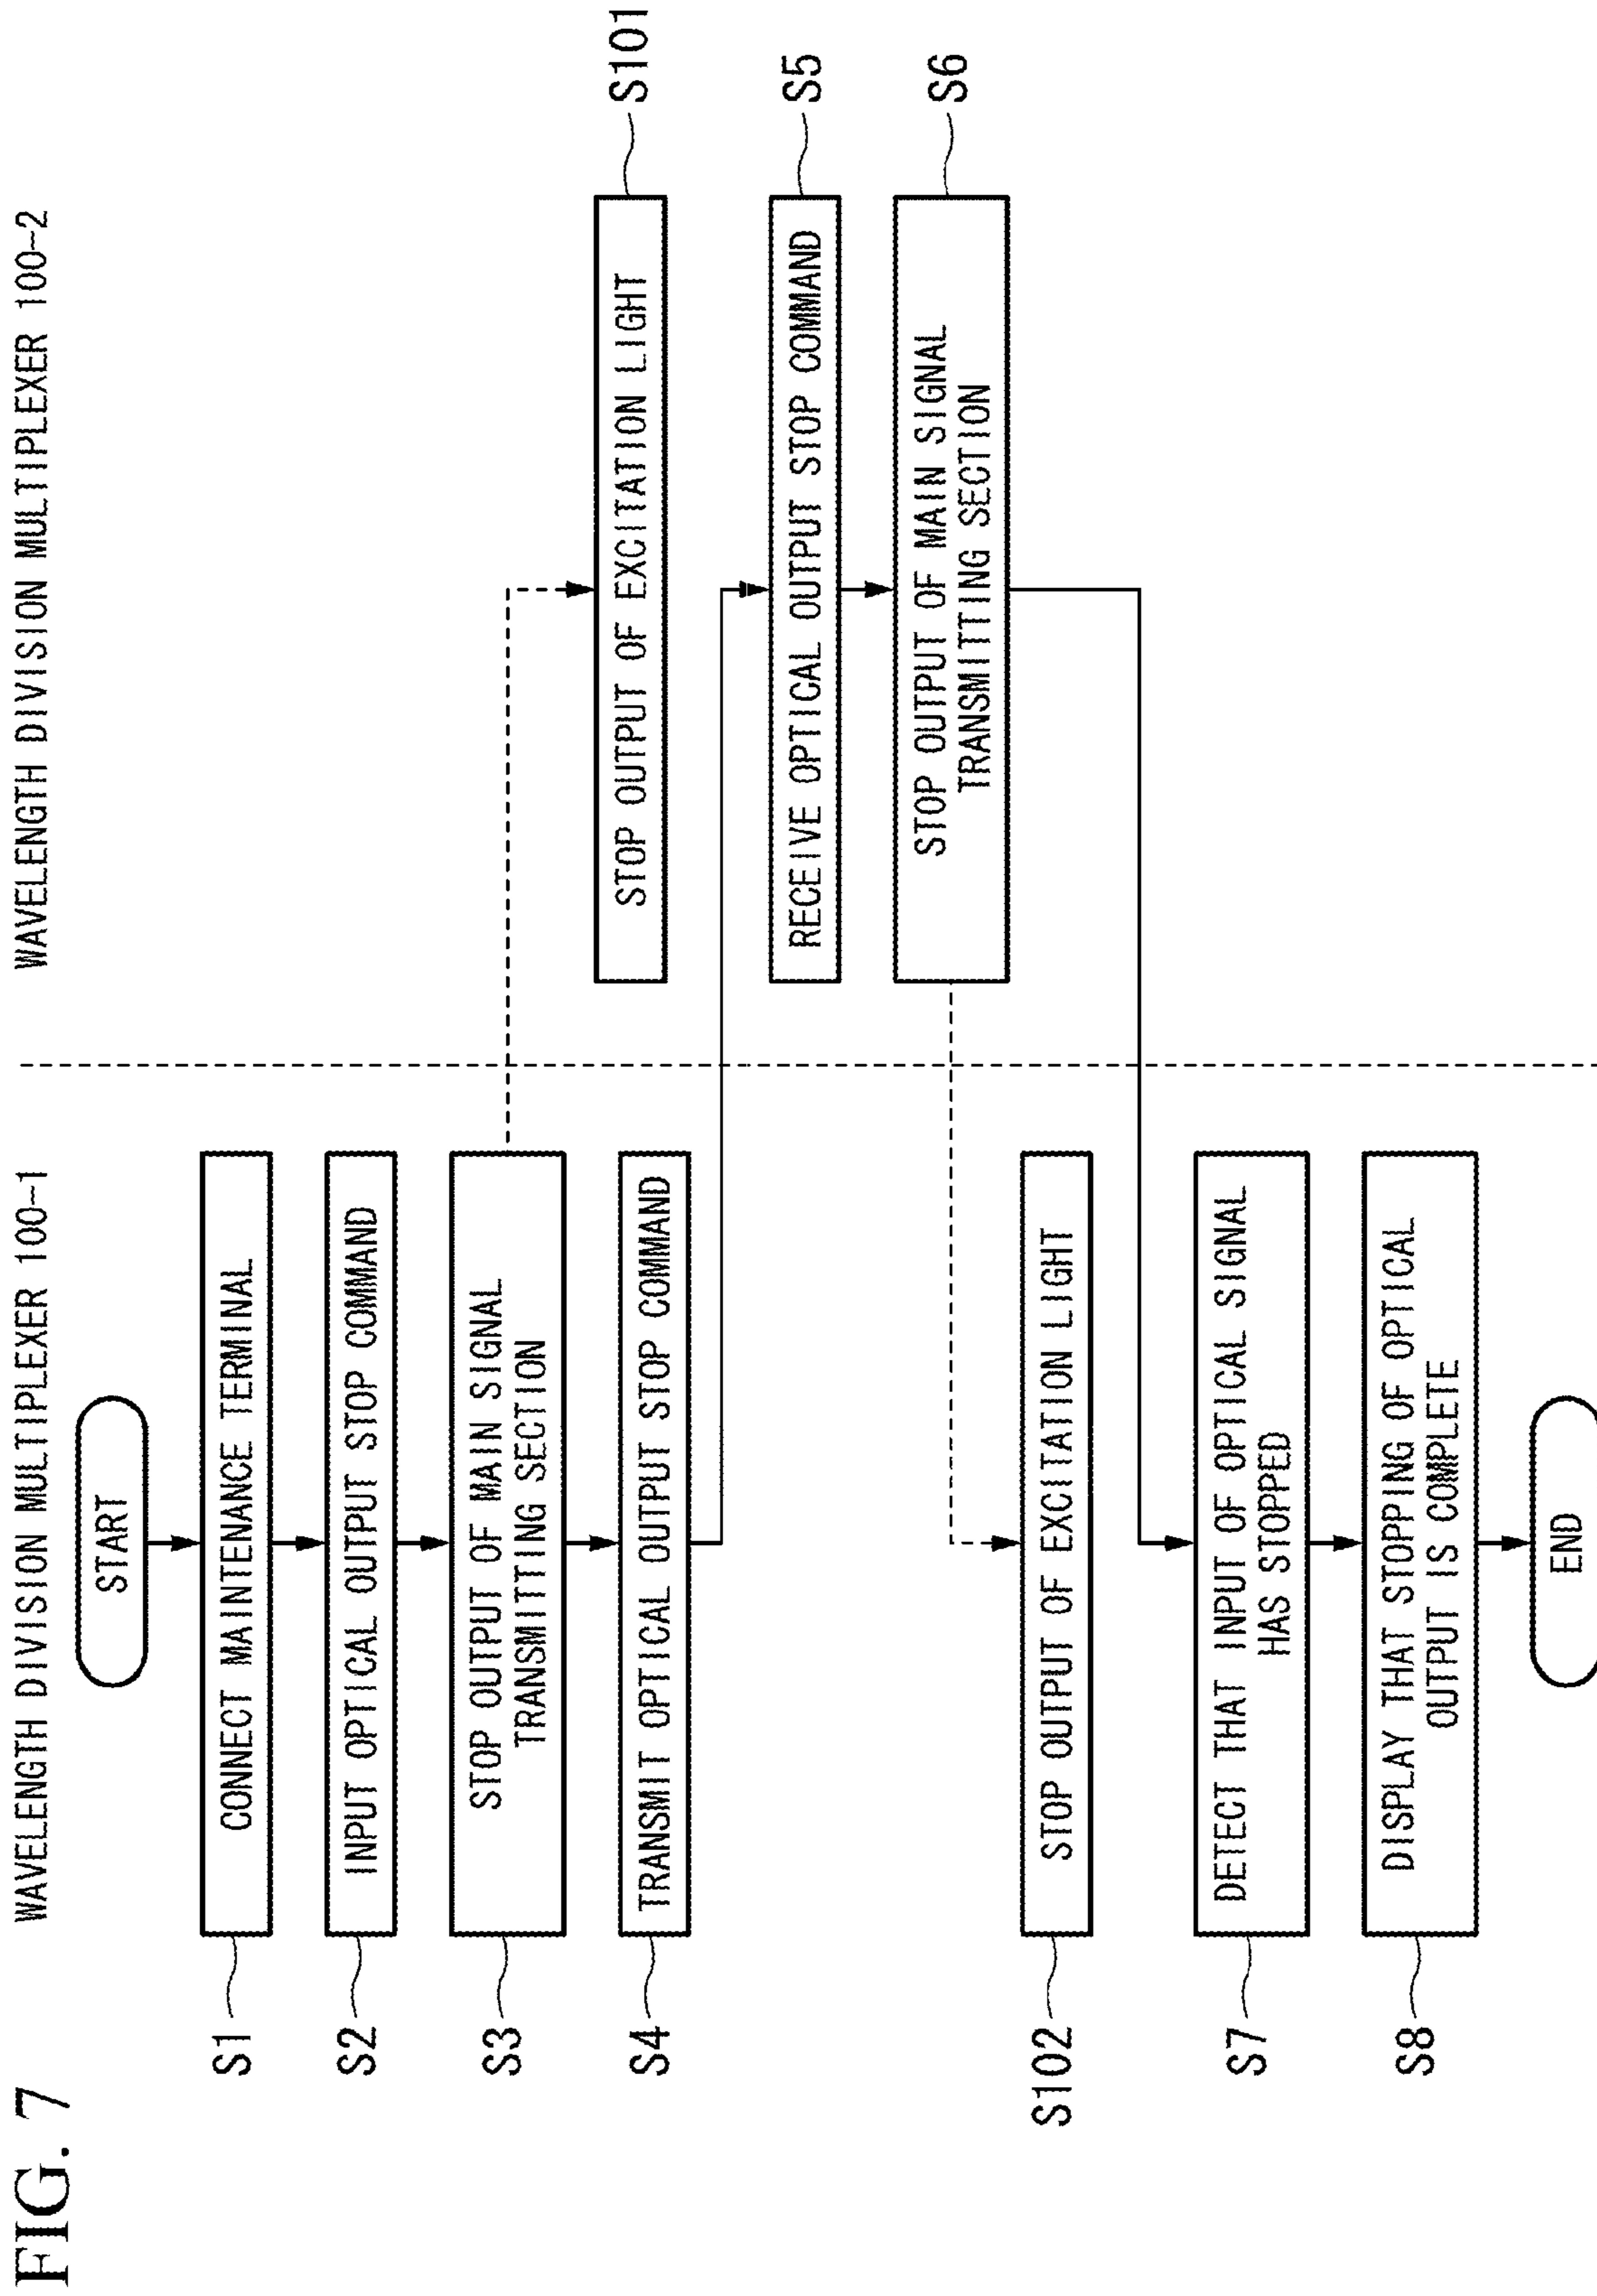 FIG. 7
WAVELENGTH DIVISION MULTIPLEXER 100-1
WAVELENGTH DIVISION MULTIPLEXER 100-2
START
S1
CONNECT MAINTENANCE TERMINAL
S2
INPUT OPTICAL OUTPUT STOP COMMAND
S3
STOP OUTPUT OF MAIN SIGNAL
TRANSMITTING SECTION
STOP OUTPUT OF EXCITATION LIGHT
S101
S4
TRANSMIT OPTICAL OUTPUT STOP COMMAND
RECEIVE OPTICAL OUTPUT STOP COMMAND
S5
STOP OUTPUT OF MAIN SIGNAL
TRANSMITTING SECTION
S6
S102
STOP OUTPUT OF EXCITATION LIGHT
S7
DETECT THAT INPUT OF OPTICAL SIGNAL
HAS STOPPED
S8
DISPLAY THAT STOPPING OF OPTICAL
OUTPUT IS COMPLETE
END